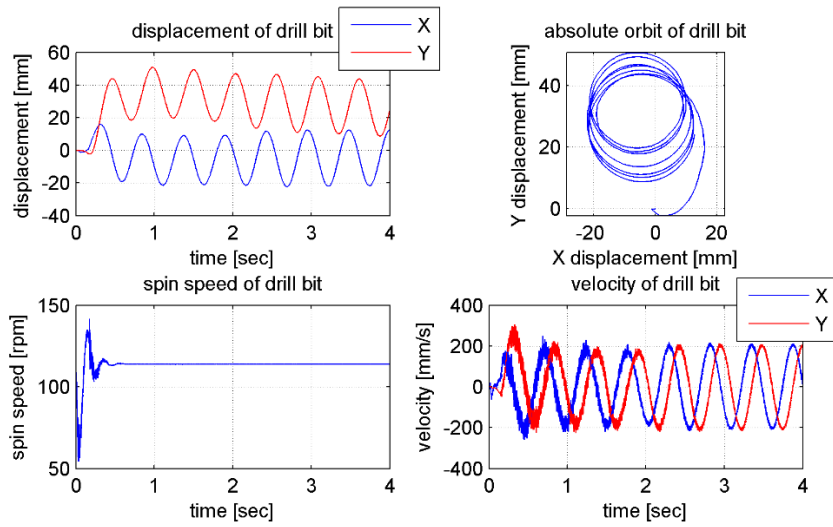 displacement of drill bit
X
Y
displacement [mm]
60
40
20
0
-20
-40
0
1
2
3
4
time [sec]
absolute orbit of drill bit
Y displacement [mm]
40
20
0
-20
0
20
X displacement [mm]
spin speed of drill bit
spin speed [rpm]
150
100
50
0
1
2
3
4
time [sec]
velocity of drill bit
X
Y
velocity [mm/s]
400
200
0
-200
-400
0
1
2
3
4
time [sec]